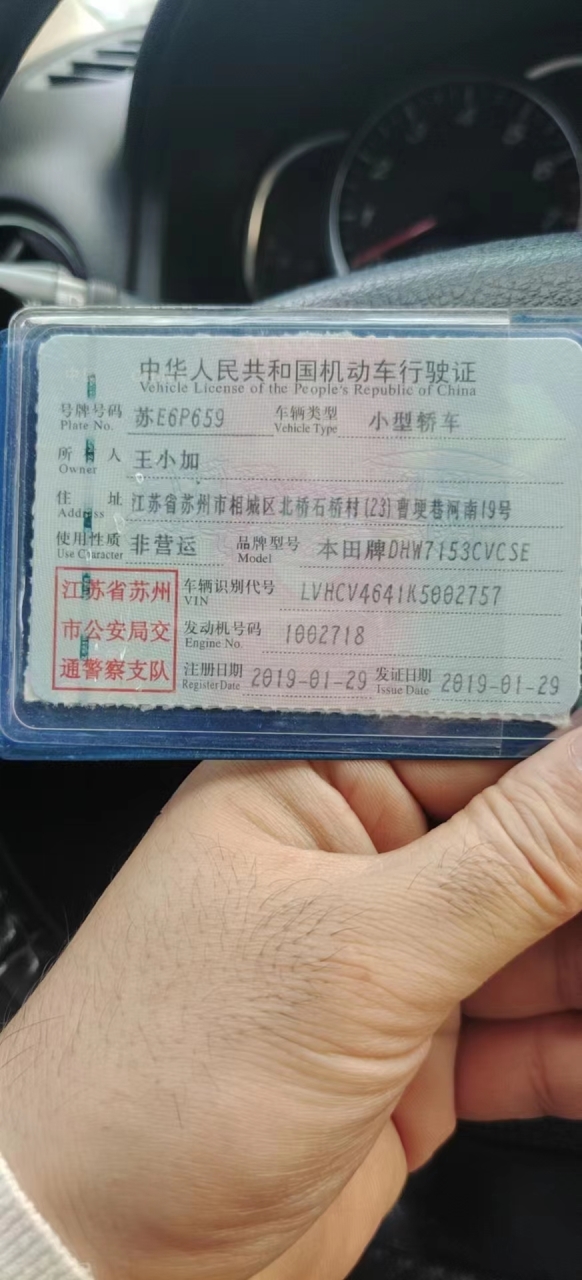 中华人民共和国机动车行驶证
Vehicle License of the People's Republic of China
号牌号码 苏E6P659 车辆类型 小型轿车
Plate No. Vehicle Type
所 人 王小加
Owner
住 址 江苏省苏州市相城区北桥石桥村(23)曹埂巷河南19号
Address
使用性质 非营运 品牌型号 本田牌DHW7153CVCSE
Use Character Model
江苏省苏州 车辆识别代号 LVHCV4641K5002757
VIN
市公安局交 发动机号码 1002718
Engine No.
通警察支队 注册日期 2019-01-29 发证日期 2019-01-29
Register Date Issue Date